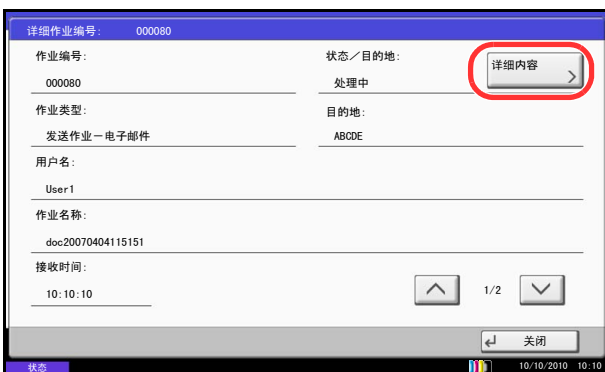 详细作业编号: 000080
作业编号:
000080
状态／目的地:
处理中
详细内容
作业类型:
发送作业－电子邮件
目的地:
ABCDE
用户名:
User1
作业名称:
doc20070404115151
接收时间:
10:10:10
1/2
关闭
状态
10/10/2010 10:10